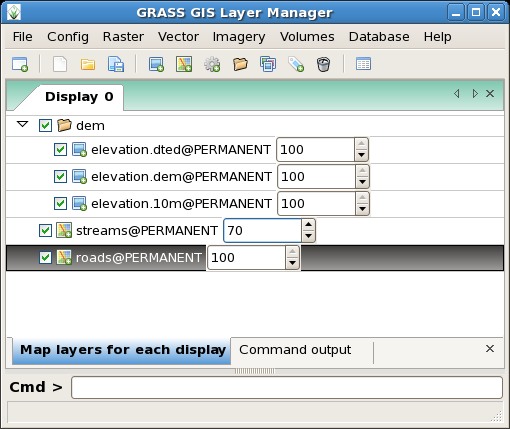 GRASS GIS Layer Manager
File Config Raster Vector Imagery Volumes Database Help
Display 0
dem
elevation.dted@PERMANENT 100
elevation.dem@PERMANENT 100
elevation.10m@PERMANENT 100
streams@PERMANENT 70
roads@PERMANENT 100
Map layers for each display Command output
Cmd >